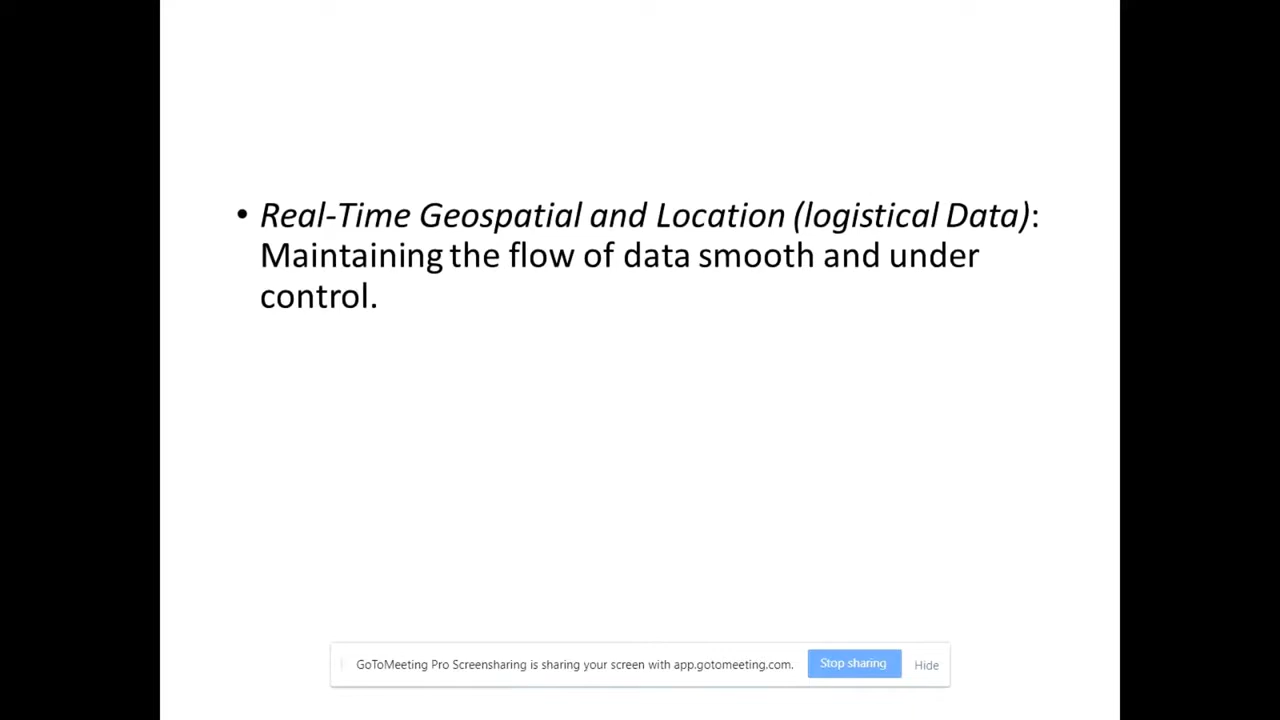 • Real-Time Geospatial and Location (logistical Data):
Maintaining the flow of data smooth and under
control.
GoToMeeting Pro Screensharing is sharing your screen with app.gotomeeting.com. Stop sharing Hide